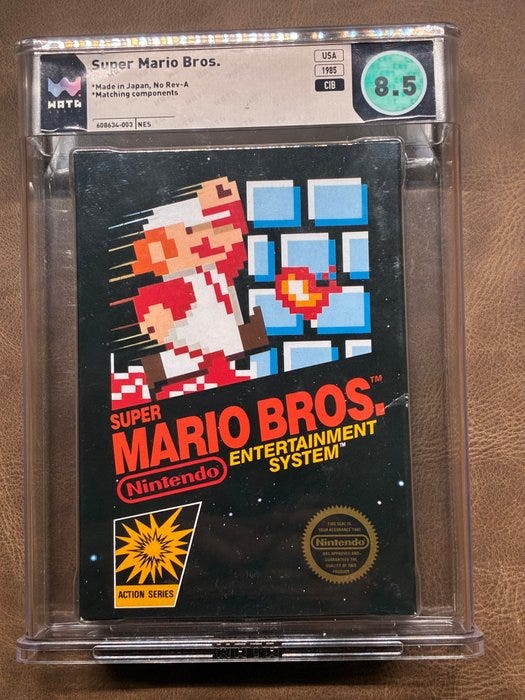 WATA
Super Mario Bros.
*Made in Japan, No Rev-A
*Matching components
608634-003 NES
USA
1985
CIB
8.5
SUPER
MARIO BROS.™
Nintendo®
ENTERTAINMENT
SYSTEM™
ACTION SERIES
THIS SEAL IS
YOUR ASSURANCE THAT
Nintendo
HAS APPROVED AND
GUARANTEED THE
QUALITY OF THIS
PRODUCT.